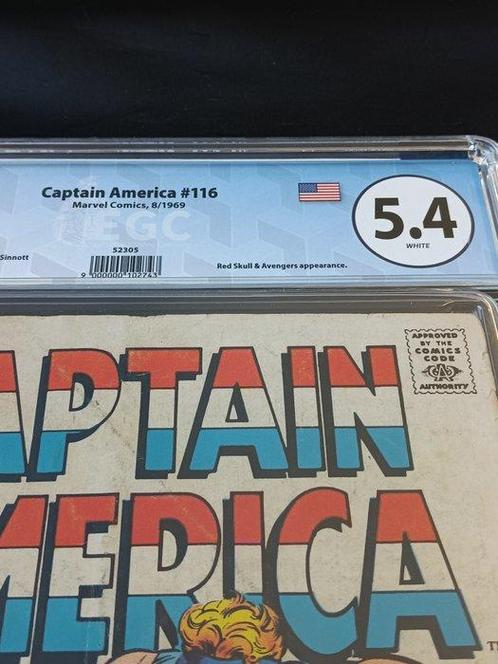 Captain America #116
Marvel Comics, 8/1969
EGC
52305
9 000000 102743
Sinnott
Red Skull & Avengers appearance.
5.4
WHITE
APPROVED
BY THE
COMICS
CODE
AUTHORITY
APTAIN
MERICA